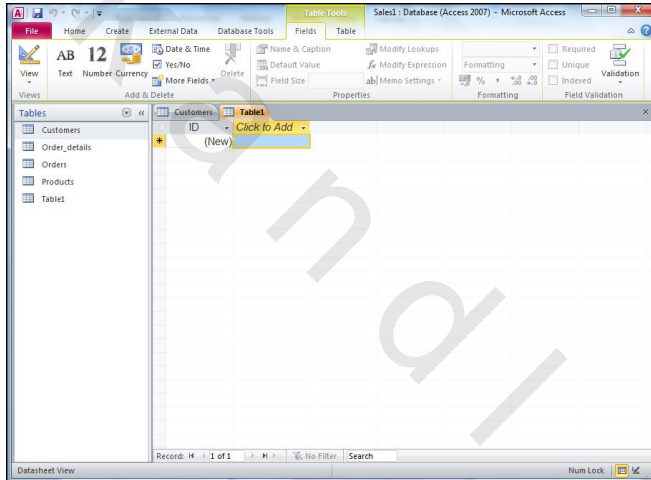 Table Tools
Sales1 : Database (Access 2007) - Microsoft Access
File Home Create External Data Database Tools Fields Table
View
AB Text
12 Number
Currency
Date & Time
Yes/No
More Fields
Delete
Name & Caption
Default Value
Field Size
Modify Lookups
Modify Expression
ab Memo Settings
Formatting
Required
Unique
Indexed
Validation
Views Add & Delete Properties Formatting Field Validation
Tables
Customers Table1
Customers
Order_details
Orders
Products
Table1
ID Click to Add
(New)
Record: 1 of 1 No Filter Search
Datasheet View Num Lock